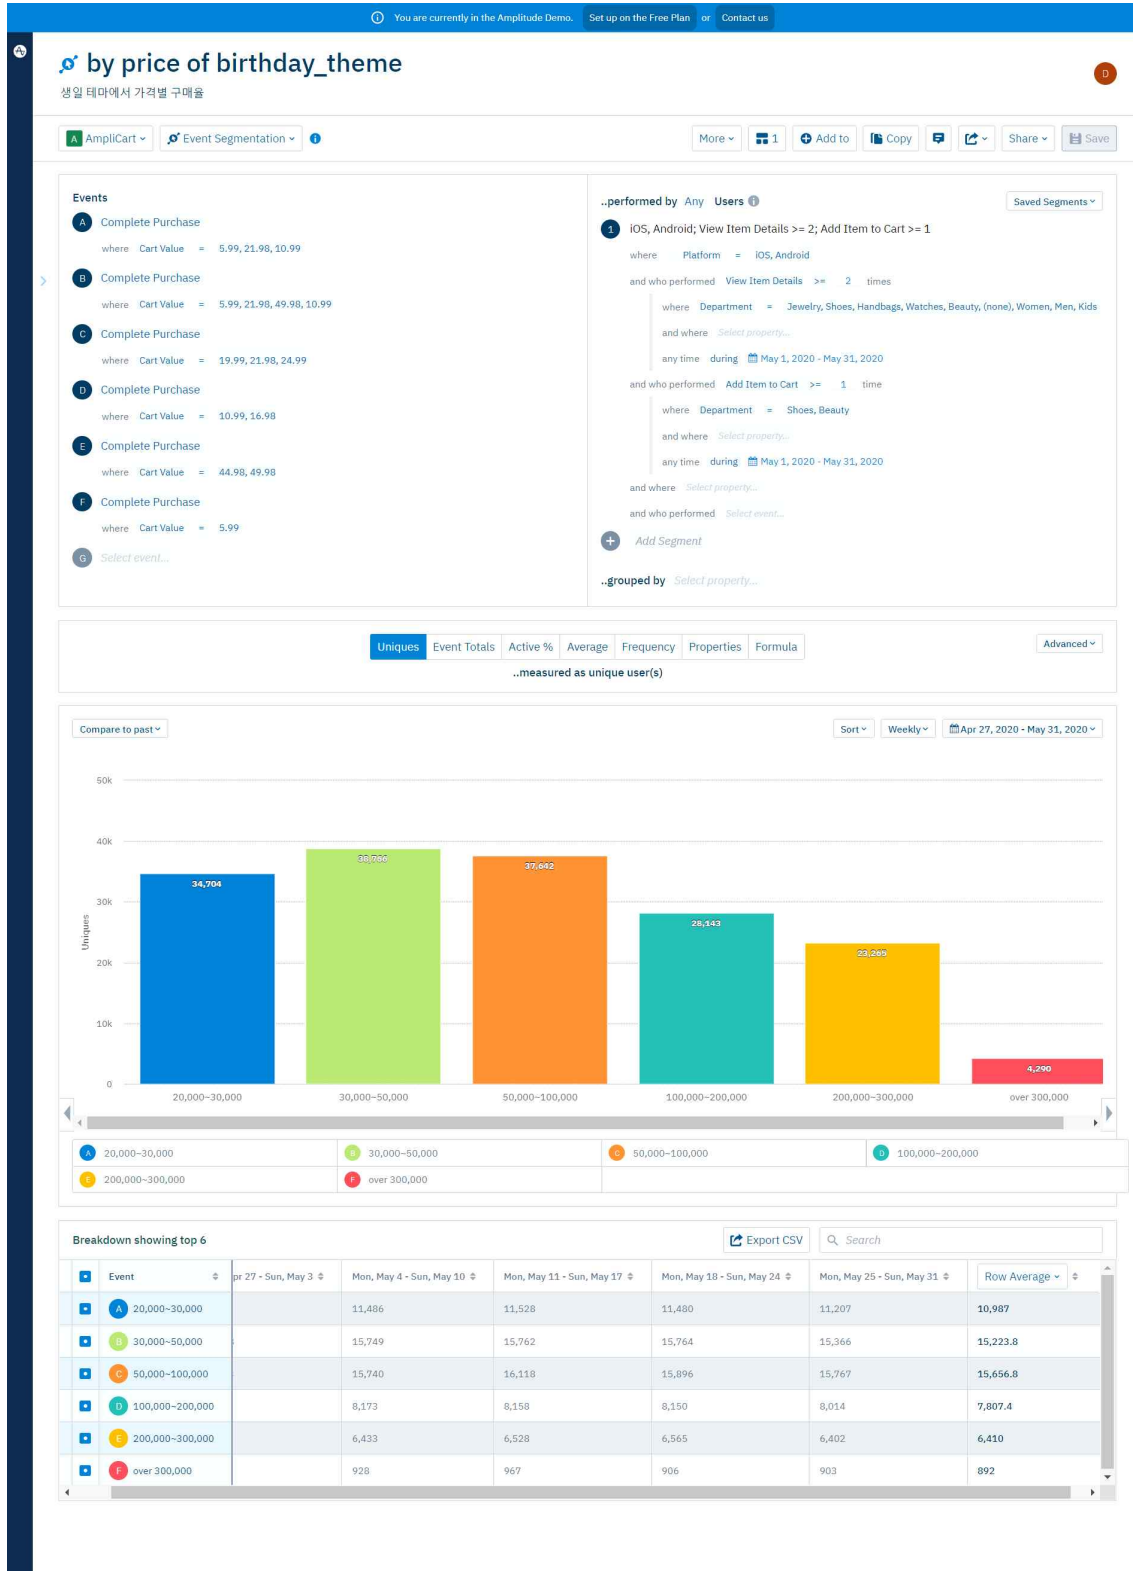 You are currently in the Amplitude Demo. Set up on the Free Plan or Contact us
by price of birthday_theme
D
생일 테마에서 가격별 구매율
A AmpliCart Event Segmentation
More 1 Add to Copy Share Save
Events
A Complete Purchase
where Cart Value = 5.99, 21.98, 10.99
B Complete Purchase
where Cart Value = 5.99, 21.98, 49.98, 10.99
C Complete Purchase
where Cart Value = 19.99, 21.98, 24.99
D Complete Purchase
where Cart Value = 10.99, 16.98
E Complete Purchase
where Cart Value = 44.98, 49.98
F Complete Purchase
where Cart Value = 5.99
G Select event...
..performed by Any Users
Saved Segments
1 iOS, Android; View Item Details >= 2; Add Item to Cart >= 1
where Platform = iOS, Android
and who performed View Item Details >= 2 times
where Department = Jewelry, Shoes, Handbags, Watches, Beauty, (none), Women, Men, Kids
and where Select property...
any time during May 1, 2020 - May 31, 2020
and who performed Add Item to Cart >= 1 time
where Department = Shoes, Beauty
and where Select property...
any time during May 1, 2020 - May 31, 2020
and where Select property...
and who performed Select event...
+ Add Segment
..grouped by Select property...
Uniques Event Totals Active % Average Frequency Properties Formula
Advanced
..measured as unique user(s)
Compare to past
Sort Weekly Apr 27, 2020 - May 31, 2020
50k
40k
30k
20k
10k
0
Uniques
34,704
38,766
37,642
28,143
23,265
4,290
20,000~30,000 30,000~50,000 50,000~100,000 100,000~200,000 200,000~300,000 over 300,000
A 20,000~30,000 B 30,000~50,000 C 50,000~100,000 D 100,000~200,000
E 200,000~300,000 F over 300,000
Breakdown showing top 6
Export CSV Search
Event pr 27 - Sun, May 3 Mon, May 4 - Sun, May 10 Mon, May 11 - Sun, May 17 Mon, May 18 - Sun, May 24 Mon, May 25 - Sun, May 31 Row Average
A 20,000~30,000 11,486 11,528 11,480 11,207 10,987
B 30,000~50,000 15,749 15,762 15,764 15,366 15,223.8
C 50,000~100,000 15,740 16,118 15,896 15,767 15,656.8
D 100,000~200,000 8,173 8,158 8,150 8,014 7,807.4
E 200,000~300,000 6,433 6,528 6,565 6,402 6,410
F over 300,000 928 967 906 903 892